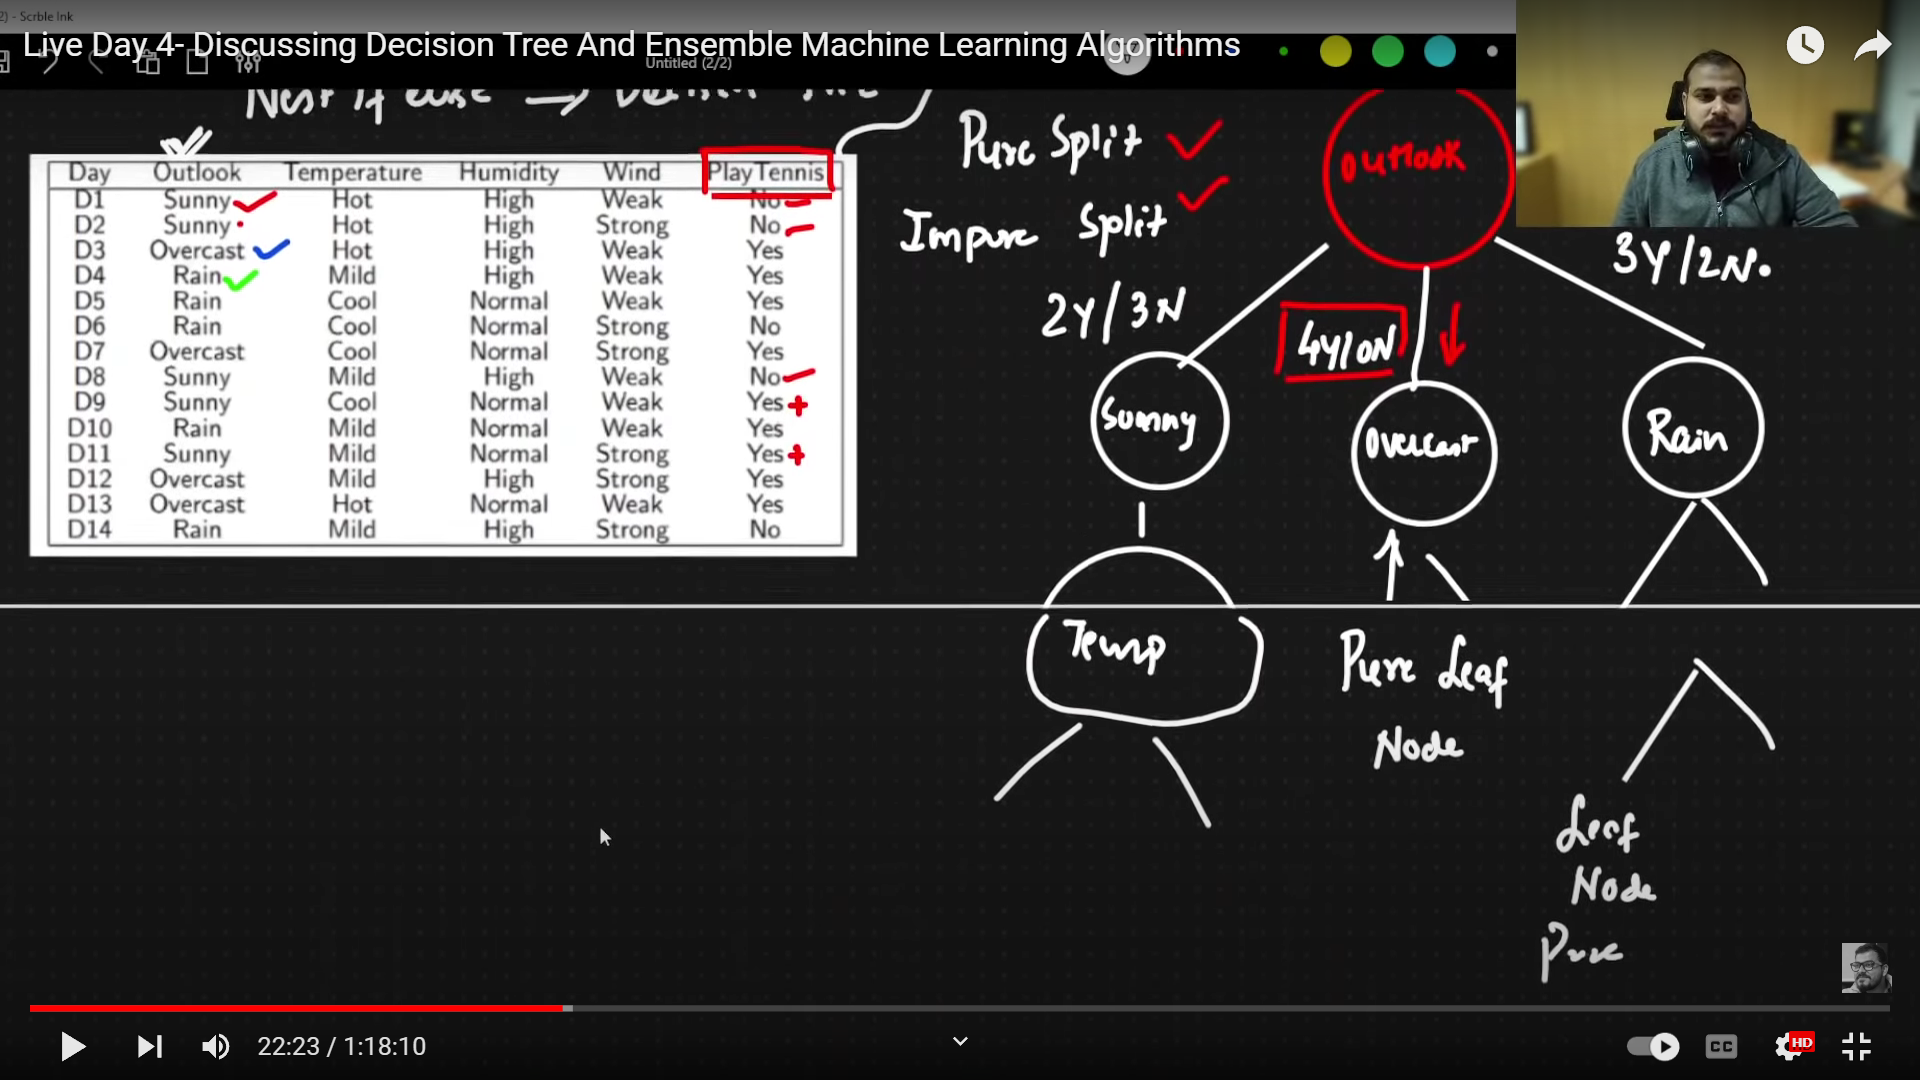 2) - Scrble Ink
Live Day 4- Discussing Decision Tree And Ensemble Machine Learning Algorithms
Untitled (2/2)
Nest if else → 
Day Outlook Temperature Humidity Wind PlayTennis
D1 Sunny Hot High Weak No
D2 Sunny Hot High Strong No
D3 Overcast Hot High Weak Yes
D4 Rain Mild High Weak Yes
D5 Rain Cool Normal Weak Yes
D6 Rain Cool Normal Strong No
D7 Overcast Cool Normal Strong Yes
D8 Sunny Mild High Weak No
D9 Sunny Cool Normal Weak Yes +
D10 Rain Mild Normal Weak Yes
D11 Sunny Mild Normal Strong Yes +
D12 Overcast Mild High Strong Yes
D13 Overcast Hot Normal Weak Yes
D14 Rain Mild High Strong No
Pure Split
Impure Split
Outlook
2Y/3N
4Y/0N
3Y/2N.
Sunny
Overcast
Rain
Temp
Pure Leaf
Node
Leaf
Node
Pure
22:23 / 1:18:10
CC
HD